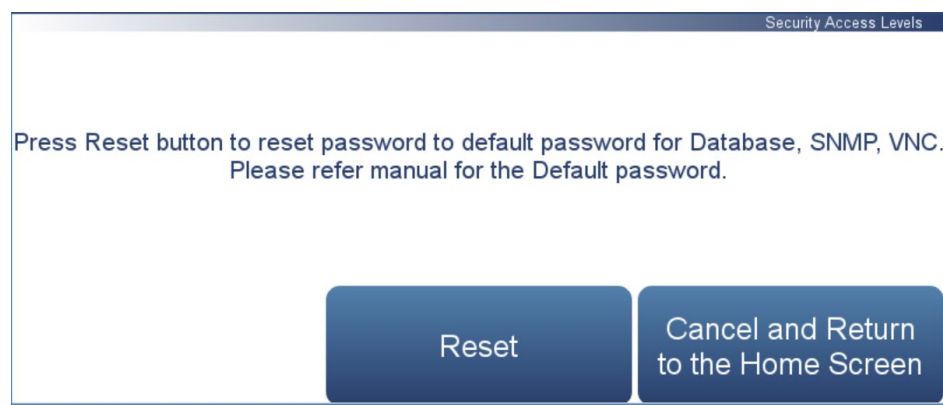 Security Access Levels
Press Reset button to reset password to default password for Database, SNMP, VNC.
Please refer manual for the Default password.
Reset
Cancel and Return
to the Home Screen